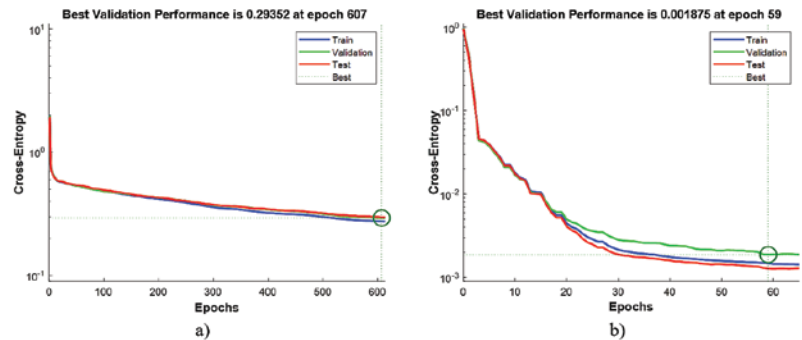 Best Validation Performance is 0.29352 at epoch 607
10^1
10^0
10^-1
Cross-Entropy
Train
Validation
Test
Best
0 100 200 300 400 500 600
Epochs
a)
Best Validation Performance is 0.001875 at epoch 59
10^0
10^-1
10^-2
10^-3
Cross-Entropy
Train
Validation
Test
Best
0 10 20 30 40 50 60
Epochs
b)